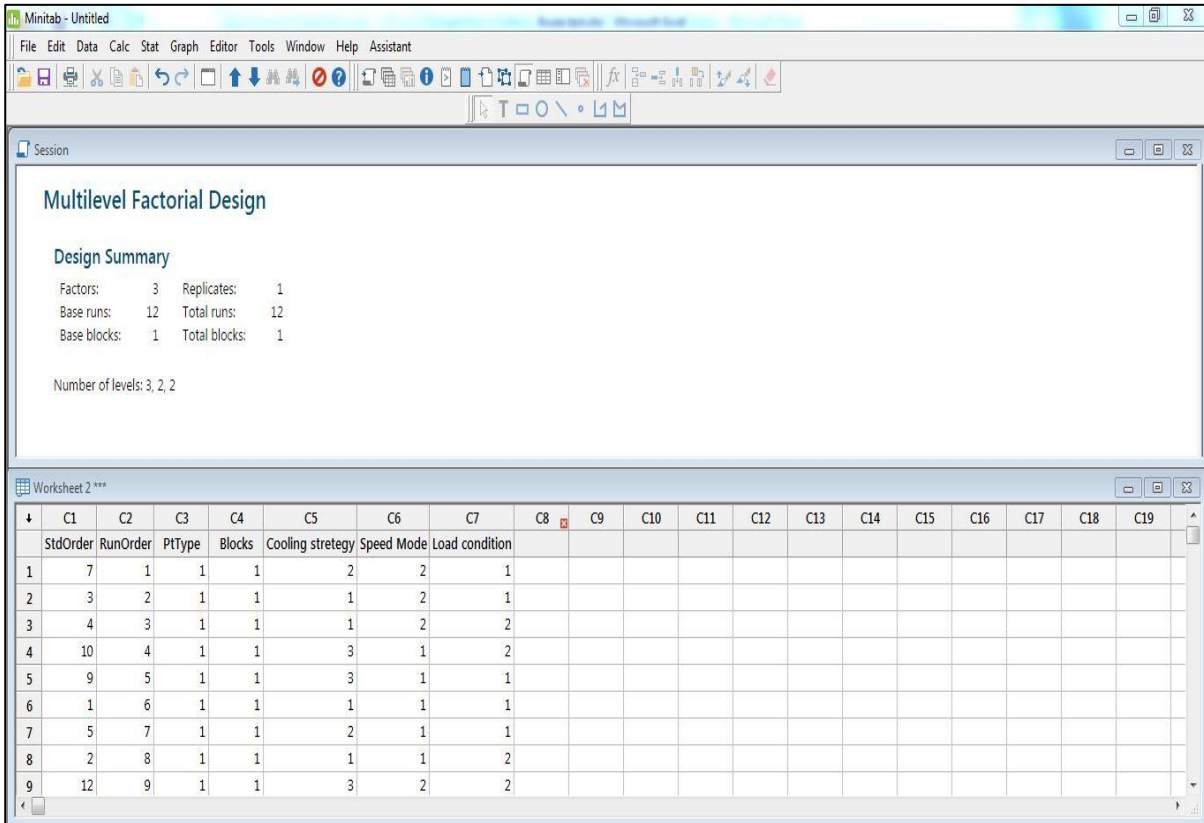 Minitab - Untitled
File Edit Data Calc Stat Graph Editor Tools Window Help Assistant
Session
Multilevel Factorial Design
Design Summary
Factors: 3 Replicates: 1
Base runs: 12 Total runs: 12
Base blocks: 1 Total blocks: 1
Number of levels: 3, 2, 2
Worksheet 2 ***
C1 C2 C3 C4 C5 C6 C7 C8 C9 C10 C11 C12 C13 C14 C15 C16 C17 C18 C19
StdOrder RunOrder PtType Blocks Cooling stretegy Speed Mode Load condition
1 7 1 1 1 2 2 1
2 3 2 1 1 1 2 1
3 4 3 1 1 1 2 2
4 10 4 1 1 3 1 2
5 9 5 1 1 3 1 1
6 1 6 1 1 1 1 1
7 5 7 1 1 2 1 1
8 2 8 1 1 1 1 2
9 12 9 1 1 3 2 2